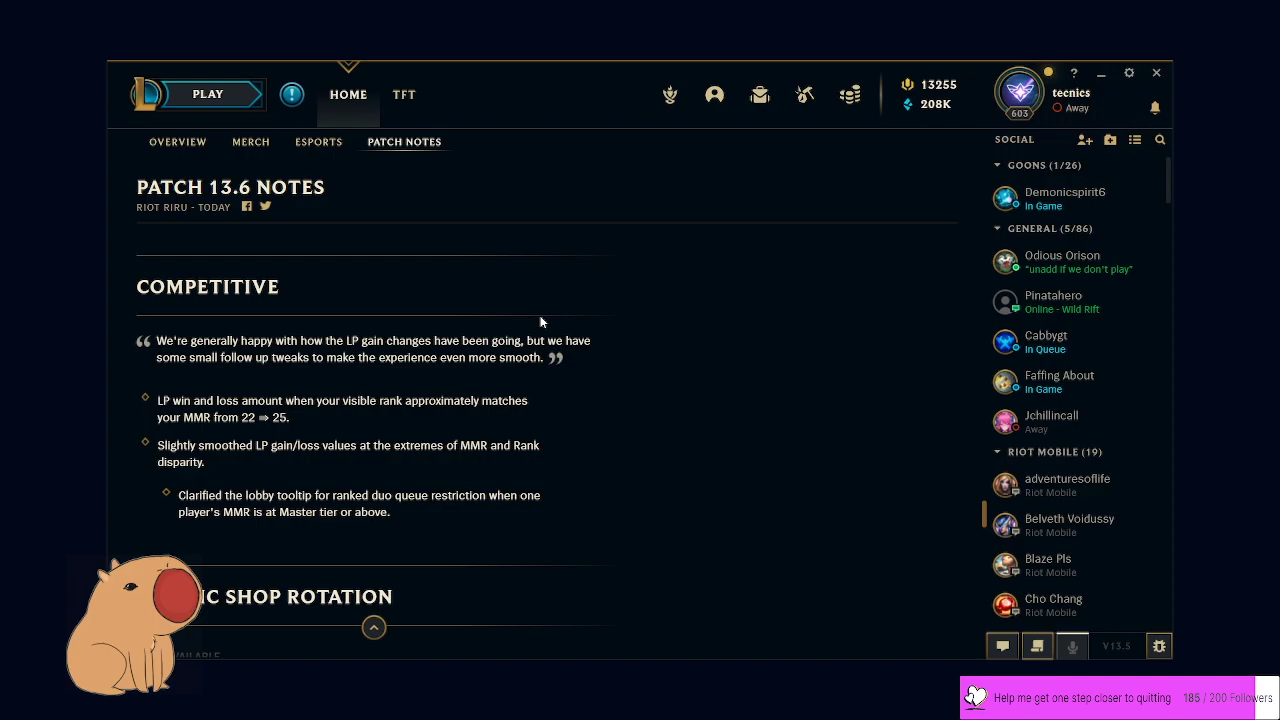 PLAY
HOME
TFT
13255
208K
603
?
tecnics
Away
OVERVIEW
MERCH
ESPORTS
PATCH NOTES
PATCH 13.6 NOTES
RIOT RIRU - TODAY
COMPETITIVE
“ We're generally happy with how the LP gain changes have been going, but we have
some small follow up tweaks to make the experience even more smooth. ”
LP win and loss amount when your visible rank approximately matches
your MMR from 22 ⇒ 25.
Slightly smoothed LP gain/loss values at the extremes of MMR and Rank
disparity.
Clarified the lobby tooltip for ranked duo queue restriction when one
player's MMR is at Master tier or above.
IC SHOP ROTATION
AVAILABLE
SOCIAL
GOONS (1/26)
Demonicspirit6
In Game
GENERAL (5/86)
Odious Orison
"unadd if we don't play"
Pinatahero
Online - Wild Rift
Cabbygt
In Queue
Faffing About
In Game
Jchillincall
Away
RIOT MOBILE (19)
adventuresoflife
Riot Mobile
Belveth Voidussy
Riot Mobile
Blaze Pls
Riot Mobile
Cho Chang
Riot Mobile
V13.5
Help me get one step closer to quitting 185 / 200 Followers